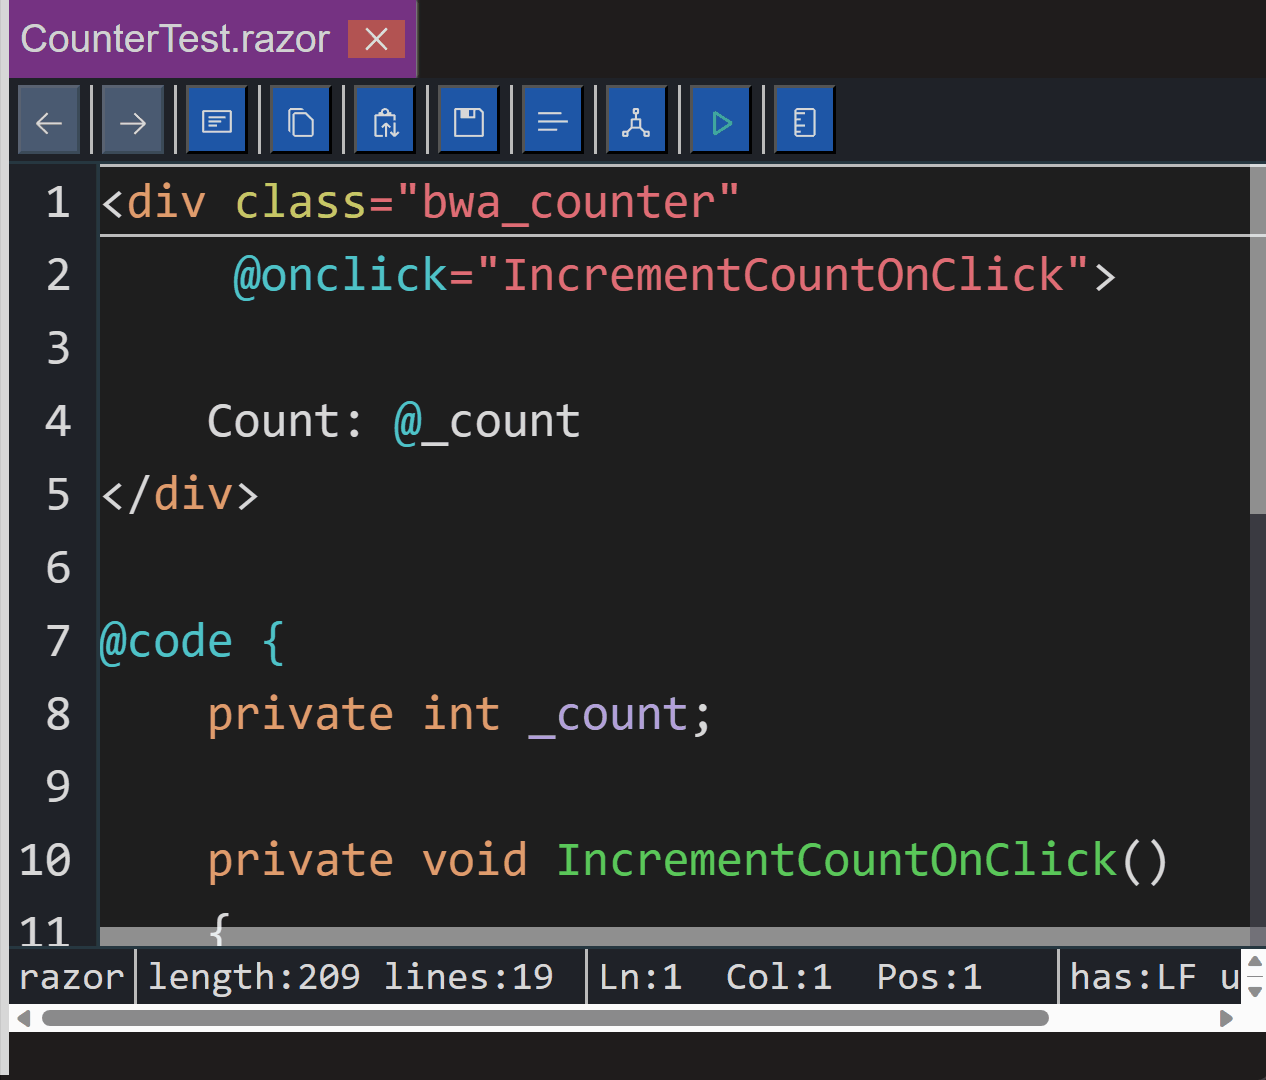 CounterTest.razor
1 <div class="bwa_counter"
2      @onclick="IncrementCountOnClick">
3
4     Count: @_count
5 </div>
6
7 @code {
8     private int _count;
9
10     private void IncrementCountOnClick()
11     {
razor length:209 lines:19 Ln:1 Col:1 Pos:1 has:LF u